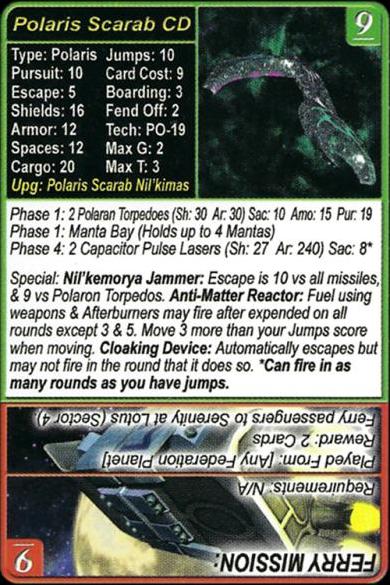 Polaris Scarab CD
9
Type: Polaris Jumps: 10
Pursuit: 10 Card Cost: 9
Escape: 5 Boarding: 3
Shields: 16 Fend Off: 2
Armor: 12 Tech: PO-19
Spaces: 12 Max G: 2
Cargo: 20 Max T: 3
Upg: Polaris Scarab Nil'kimas
Phase 1: 2 Polaran Torpedoes (Sh: 30 Ar: 30) Sac: 10 Amo: 15 Pur: 19
Phase 1: Manta Bay (Holds up to 4 Mantas)
Phase 4: 2 Capacitor Pulse Lasers (Sh: 27 Ar: 240) Sac: 8*
Special: Nil'kemorya Jammer: Escape is 10 vs all missiles,
& 9 vs Polaron Torpedos. Anti-Matter Reactor: Fuel using
weapons & Afterburners may fire after expended on all
rounds except 3 & 5. Move 3 more than your Jumps score
when moving. Cloaking Device: Automatically escapes but
may not fire in the round that it does so. *Can fire in as
many rounds as you have jumps.
FERRY MISSION:
6
Requirements: N/A
Played From: [Any Federation Planet]
Reward: 2 Cards
Ferry passengers to Serenity at Lotus (Sector 4)